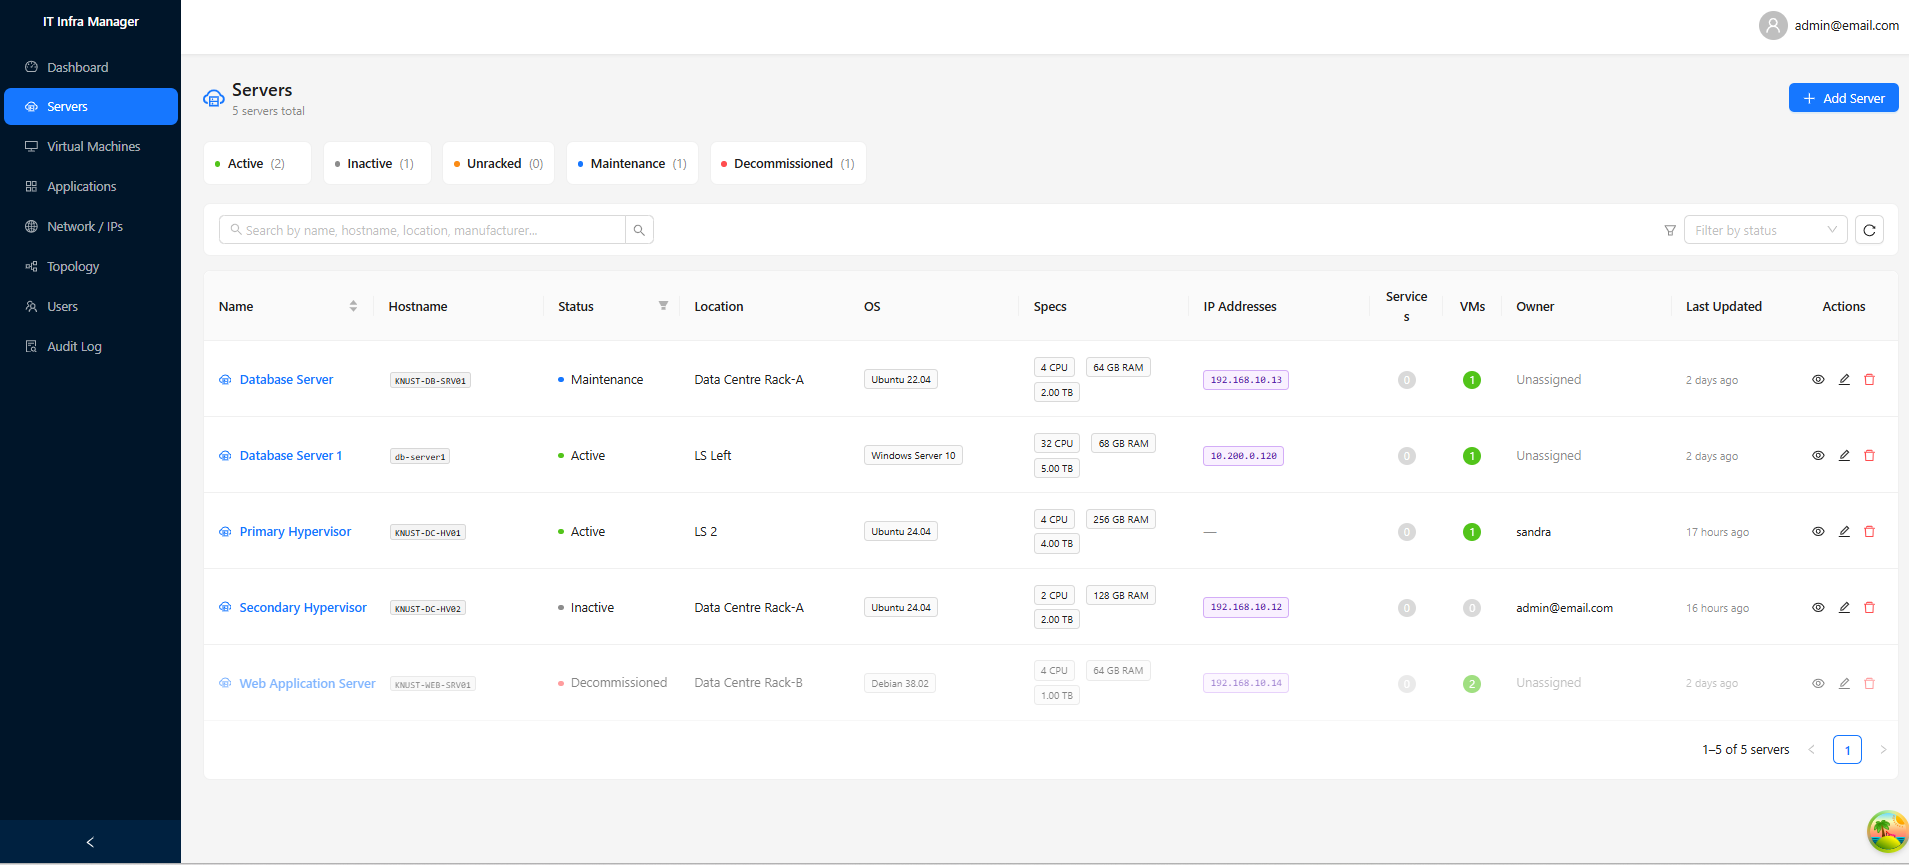 IT Infra Manager
admin@email.com
Dashboard
Servers
Virtual Machines
Applications
Network / IPs
Topology
Users
Audit Log
Servers
5 servers total
+ Add Server
Active (2)
Inactive (1)
Unracked (0)
Maintenance (1)
Decommissioned (1)
Search by name, hostname, location, manufacturer...
Filter by status
Name Hostname Status Location OS Specs IP Addresses Services VMs Owner Last Updated Actions
Database Server KNUST-DB-SRV01 Maintenance Data Centre Rack-A Ubuntu 22.04 4 CPU 64 GB RAM 192.168.10.13 0 1 Unassigned 2 days ago
2.00 TB
Database Server 1 db-server1 Active LS Left Windows Server 10 32 CPU 68 GB RAM 10.200.0.120 0 1 Unassigned 2 days ago
5.00 TB
Primary Hypervisor KNUST-DC-HV01 Active LS 2 Ubuntu 24.04 4 CPU 256 GB RAM — 0 1 sandra 17 hours ago
4.00 TB
Secondary Hypervisor KNUST-DC-HV02 Inactive Data Centre Rack-A Ubuntu 24.04 2 CPU 128 GB RAM 192.168.10.12 0 0 admin@email.com 16 hours ago
2.00 TB
Web Application Server KNUST-WEB-SRV01 Decommissioned Data Centre Rack-B Debian 38.02 4 CPU 64 GB RAM 192.168.10.14 0 2 Unassigned 2 days ago
1.00 TB
1–5 of 5 servers < 1 >